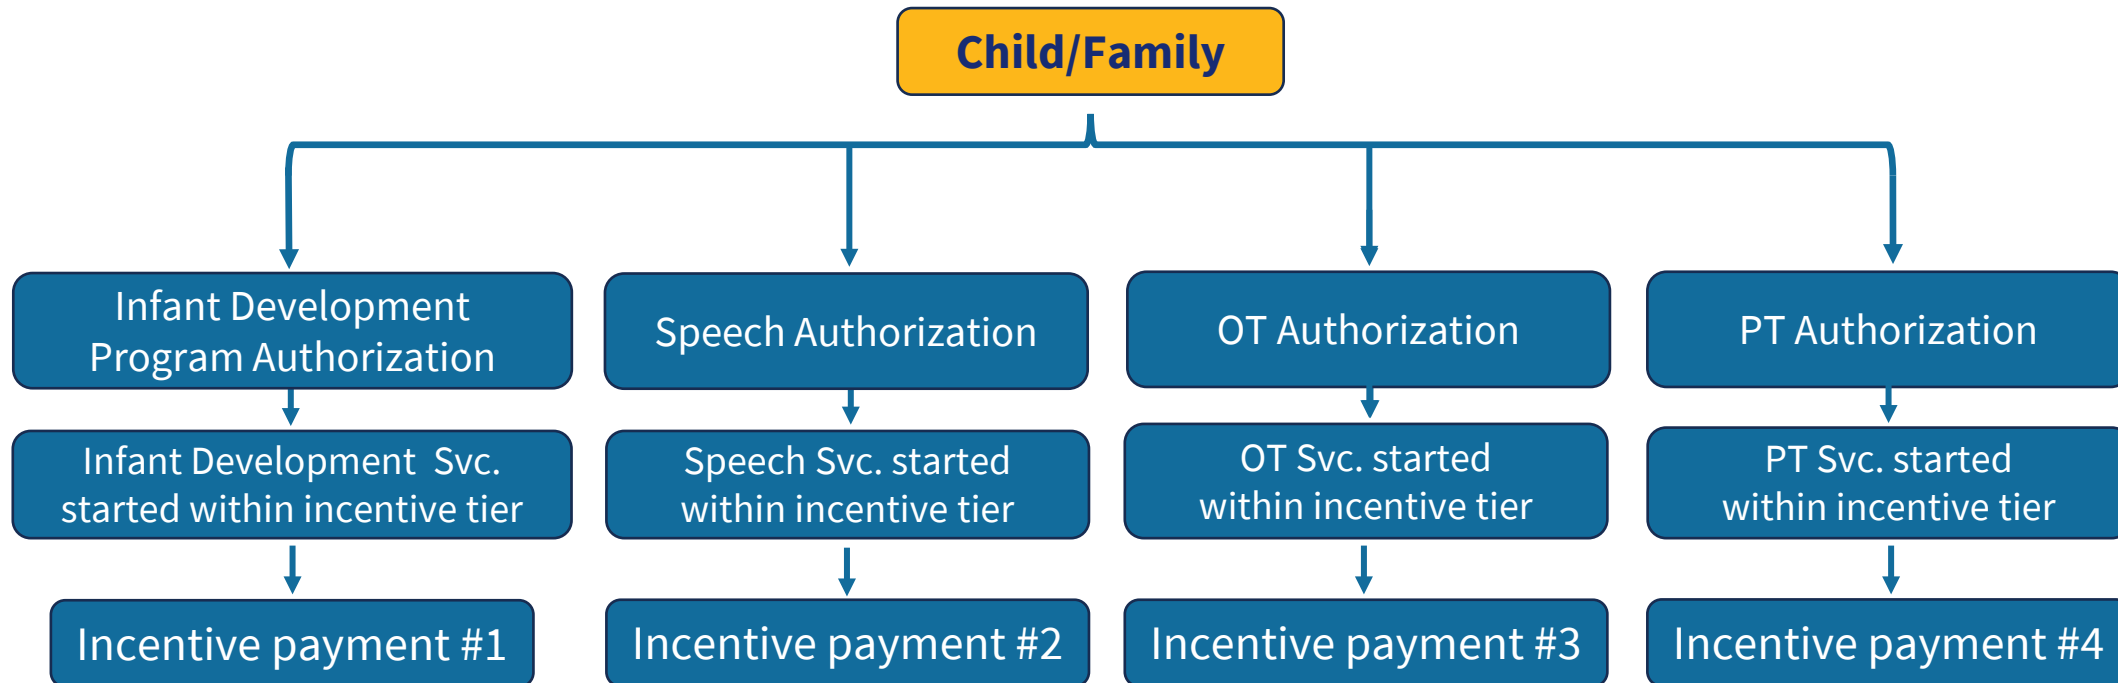 Child/Family
Infant Development
Program Authorization
Speech Authorization
OT Authorization
PT Authorization
Infant Development Svc.
started within incentive tier
Speech Svc. started
within incentive tier
OT Svc. started
within incentive tier
PT Svc. started
within incentive tier
Incentive payment #1
Incentive payment #2
Incentive payment #3
Incentive payment #4